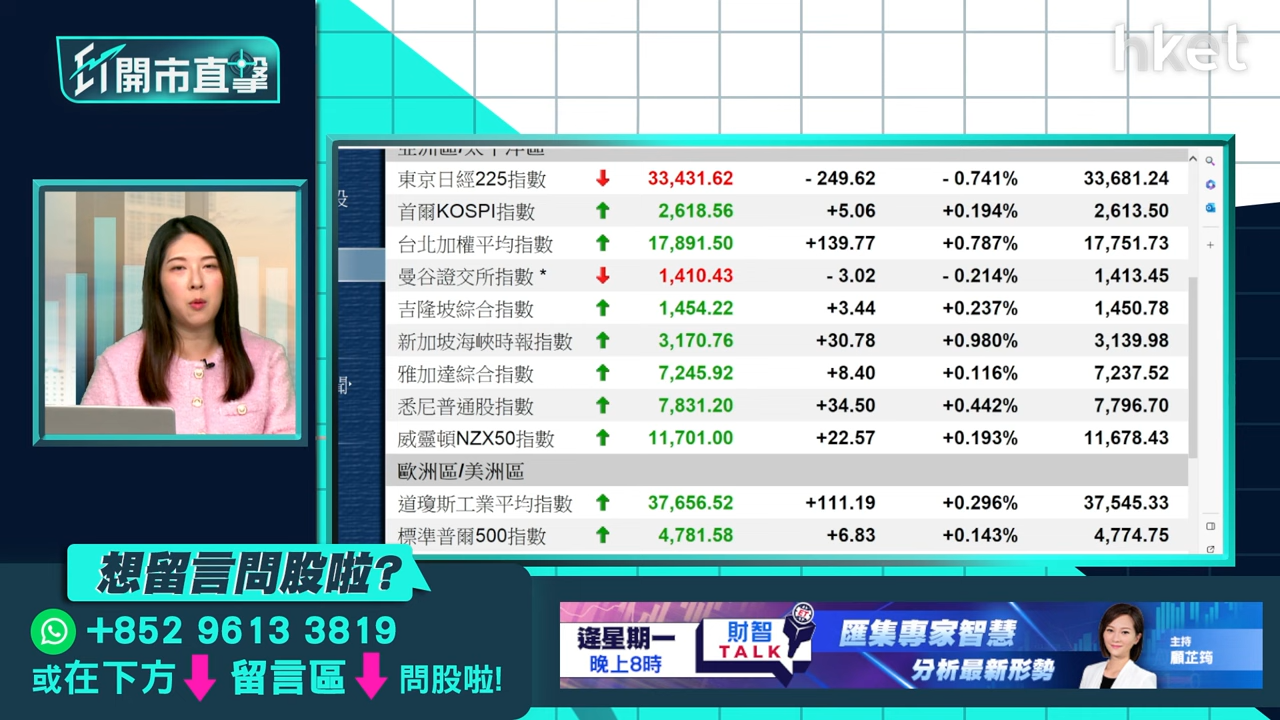 hket
ET開市直擊
亞洲區/太平洋區
東京日經225指數 33,431.62 - 249.62 - 0.741% 33,681.24
首爾KOSPI指數 2,618.56 +5.06 +0.194% 2,613.50
台北加權平均指數 17,891.50 +139.77 +0.787% 17,751.73
曼谷證交所指數 * 1,410.43 - 3.02 - 0.214% 1,413.45
吉隆坡綜合指數 1,454.22 +3.44 +0.237% 1,450.78
新加坡海峽時報指數 3,170.76 +30.78 +0.980% 3,139.98
雅加達綜合指數 7,245.92 +8.40 +0.116% 7,237.52
悉尼普通股指數 7,831.20 +34.50 +0.442% 7,796.70
威靈頓NZX50指數 11,701.00 +22.57 +0.193% 11,678.43
歐洲區/美洲區
道瓊斯工業平均指數 37,656.52 +111.19 +0.296% 37,545.33
標準普爾500指數 4,781.58 +6.83 +0.143% 4,774.75
想留言問股啦?
+852 9613 3819
或在下方 留言區 問股啦!
逢星期一
晚上8時
財智
TALK
匯集專家智慧
分析最新形勢
主持
顧芷筠